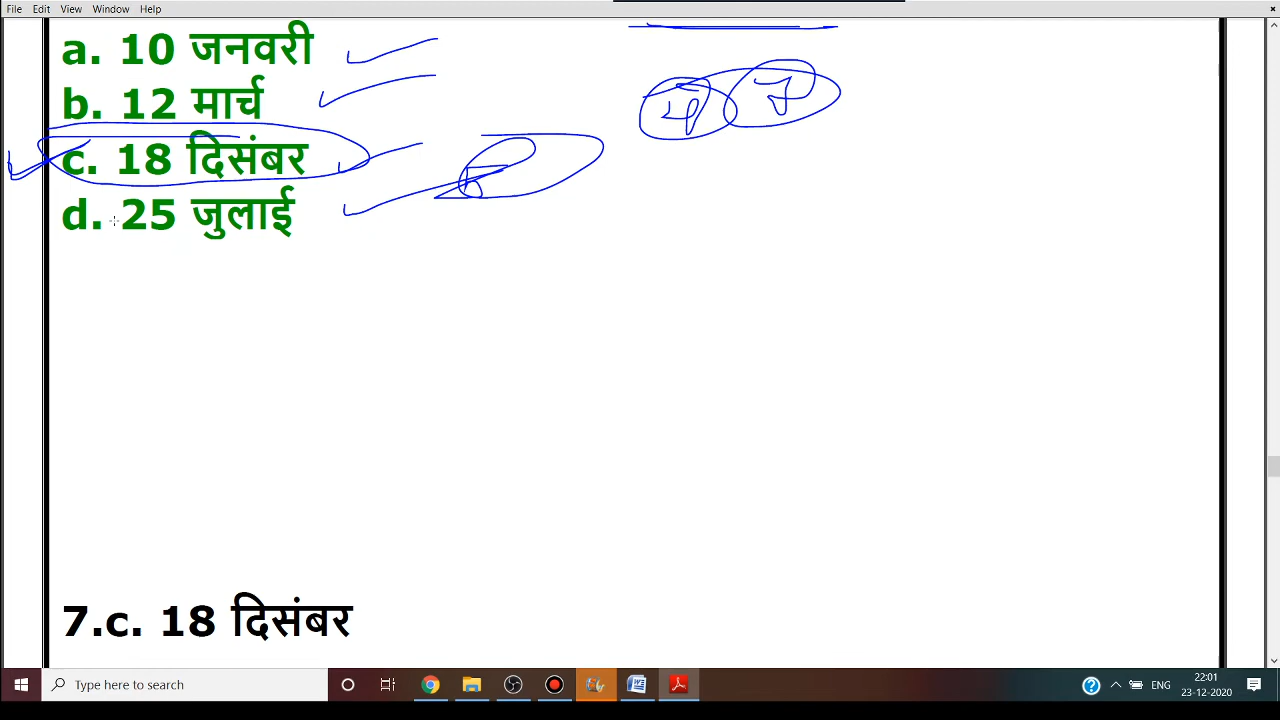 File Edit View Window Help
a. 10 जनवरी
b. 12 मार्च
c. 18 दिसंबर
d. 25 जुलाई
7.c. 18 दिसंबर
Type here to search
ENG
22:01
23-12-2020